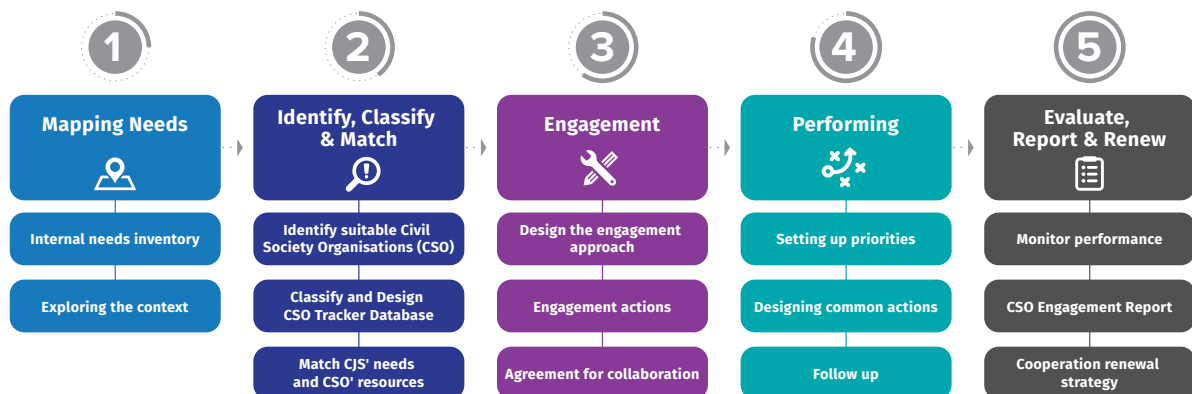 1
2
3
4
5
Mapping Needs
Identify, Classify
& Match
Engagement
Performing
Evaluate,
Report & Renew
Internal needs inventory
Identify suitable Civil
Society Organisations (CSO)
Design the engagement
approach
Setting up priorities
Monitor performance
Exploring the context
Classify and Design
CSO Tracker Database
Engagement actions
Designing common actions
CSO Engagement Report
Match CJS' needs
and CSO' resources
Agreement for collaboration
Follow up
Cooperation renewal
strategy